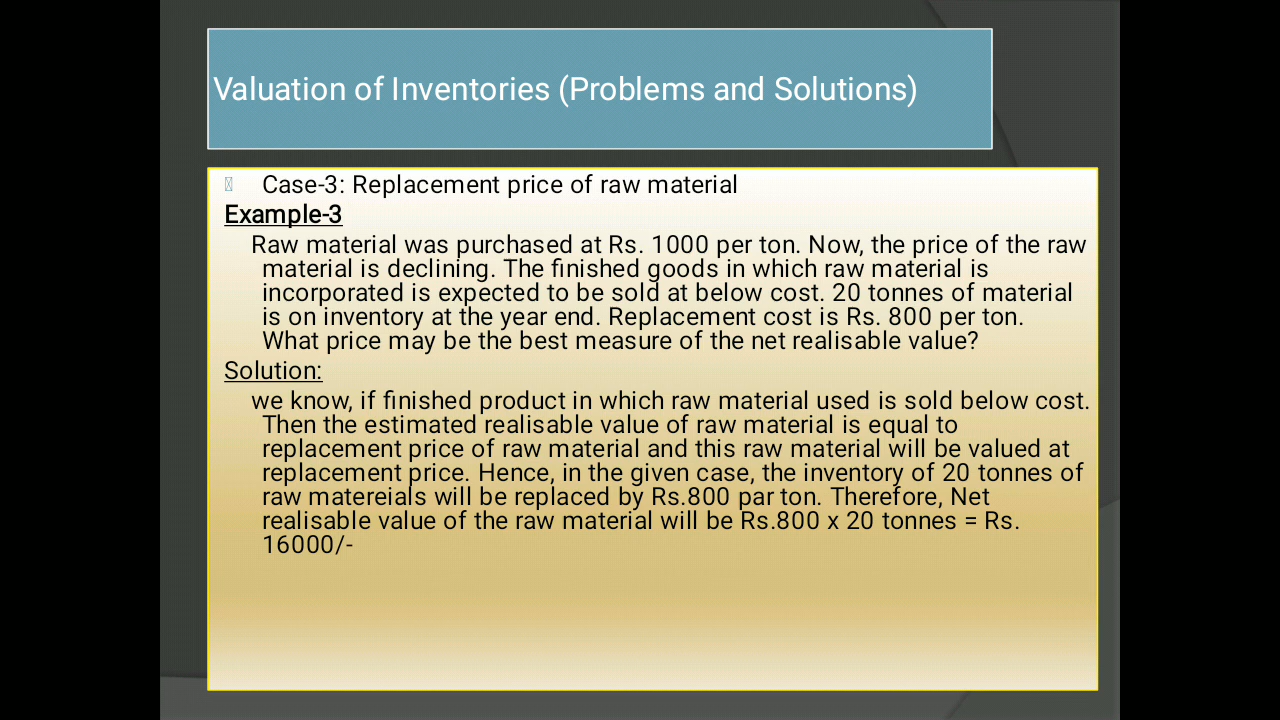 Valuation of Inventories (Problems and Solutions)
Case-3: Replacement price of raw material
Example-3
Raw material was purchased at Rs. 1000 per ton. Now, the price of the raw
material is declining. The finished goods in which raw material is
incorporated is expected to be sold at below cost. 20 tonnes of material
is on inventory at the year end. Replacement cost is Rs. 800 per ton.
What price may be the best measure of the net realisable value?
Solution:
we know, if finished product in which raw material used is sold below cost.
Then the estimated realisable value of raw material is equal to
replacement price of raw material and this raw material will be valued at
replacement price. Hence, in the given case, the inventory of 20 tonnes of
raw matereials will be replaced by Rs.800 par ton. Therefore, Net
realisable value of the raw material will be Rs.800 x 20 tonnes = Rs.
16000/-